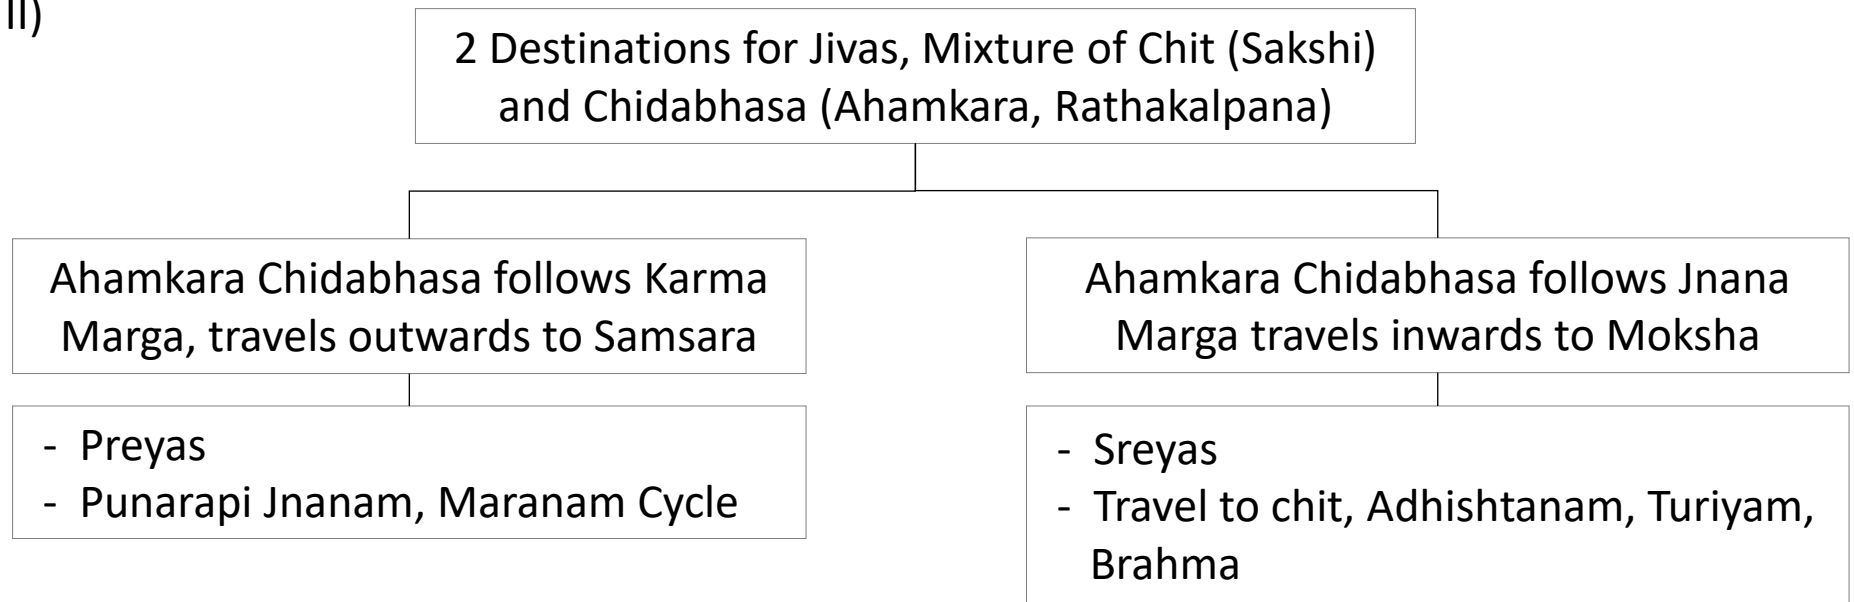 II)
2 Destinations for Jivas, Mixture of Chit (Sakshi)
and Chidabhasa (Ahamkara, Rathakalpana)
Ahamkara Chidabhasa follows Karma
Marga, travels outwards to Samsara
- Preyas
- Punarapi Jnanam, Maranam Cycle
Ahamkara Chidabhasa follows Jnana
Marga travels inwards to Moksha
- Sreyas
- Travel to chit, Adhishtanam, Turiyam,
Brahma